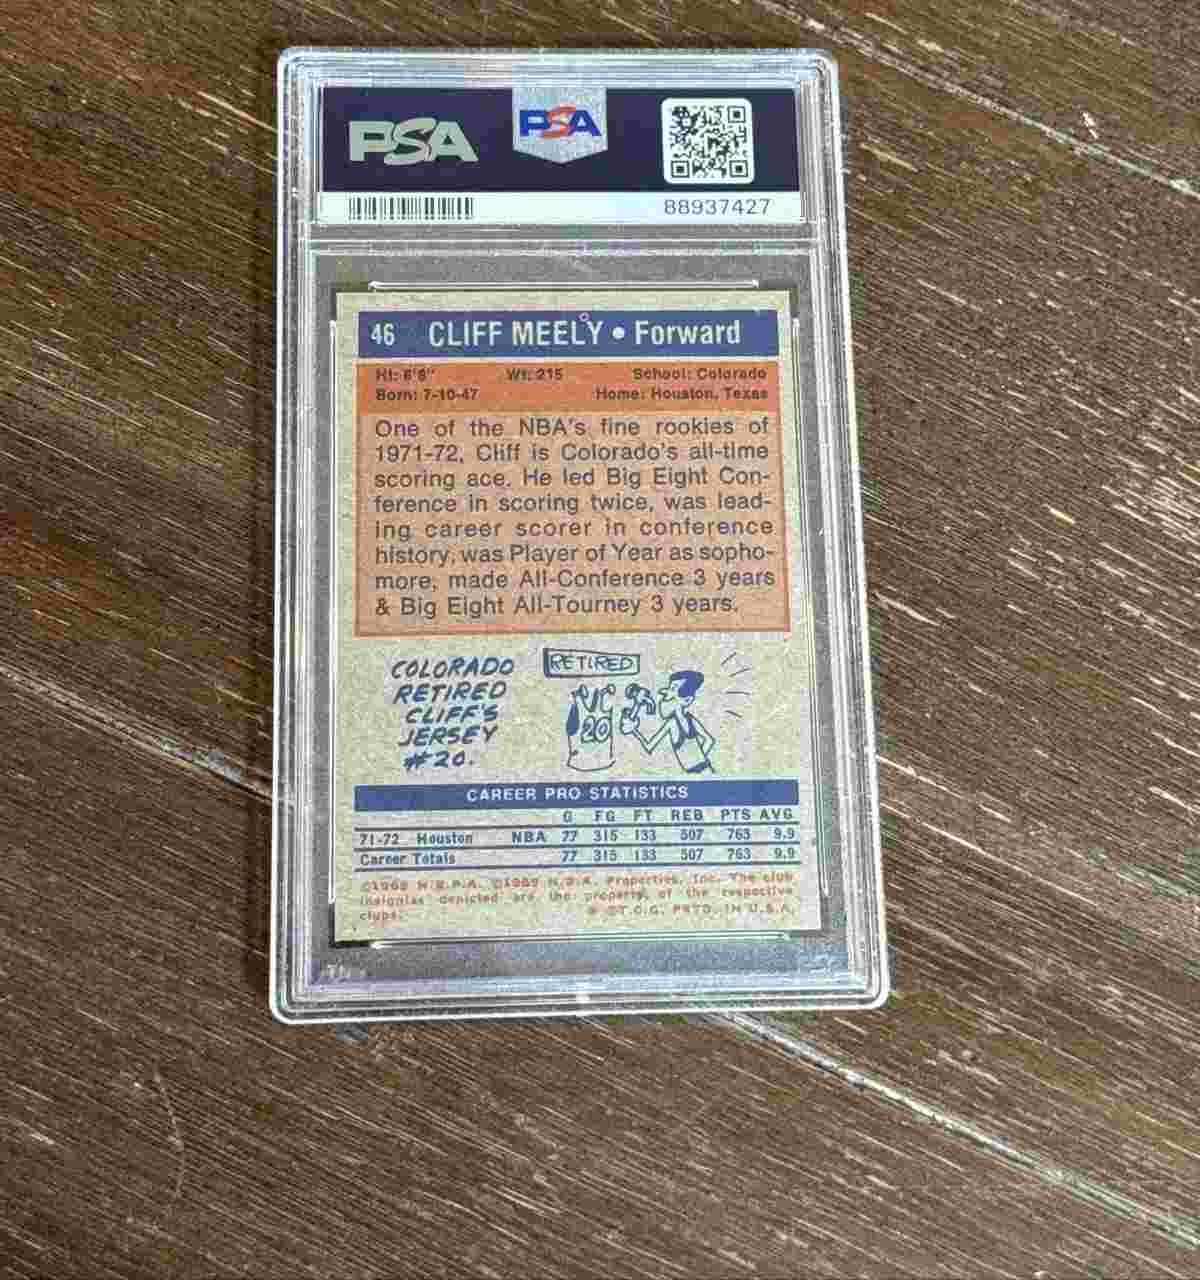 PSA
PSA
88937427
46 CLIFF MEELY • Forward
Ht: 6'8" Wt: 215 School: Colorado
Born: 7-10-47 Home: Houston, Texas
One of the NBA's fine rookies of
1971-72, Cliff is Colorado's all-time
scoring ace. He led Big Eight Con-
ference in scoring twice, was lead-
ing career scorer in conference
history, was Player of Year as sopho-
more, made All-Conference 3 years
& Big Eight All-Tourney 3 years.
COLORADO
RETIRED
CLIFF'S
JERSEY
#20.
RETIRED
20
CAREER PRO STATISTICS
G FG FT REB PTS AVG
71-72 Houston NBA 77 315 133 507 763 9.9
Career Totals 77 315 133 507 763 9.9
©1969 N.B.P.A. ©1969 N.B.A. Properties, Inc. The club
insignias depicted are the property of the respective
clubs. ® ©T.C.G. PRTD. IN U.S.A.